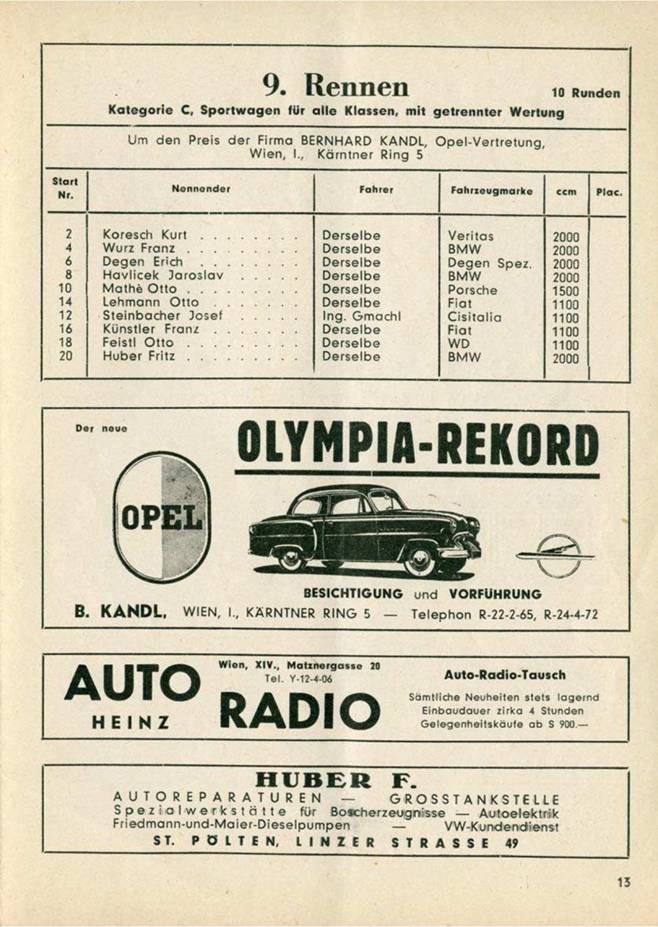 9. Rennen
10 Runden
Kategorie C, Sportwagen für alle Klassen, mit getrennter Wertung
Um den Preis der Firma BERNHARD KANDL, Opel-Vertretung,
Wien, I., Kärntner Ring 5
Start Nr. Nennender Fahrer Fahrzeugmarke ccm Plac.
2 Koresch Kurt . . . . . . . . Derselbe Veritas 2000
4 Wurz Franz . . . . . . . . . Derselbe BMW 2000
6 Degen Erich . . . . . . . . Derselbe Degen Spez. 2000
8 Havlicek Jaroslav . . . . . Derselbe BMW 2000
10 Mathè Otto . . . . . . . . . Derselbe Porsche 1500
14 Lehmann Otto . . . . . . . Derselbe Fiat 1100
12 Steinbacher Josef . . . . . Ing. Gmachl Cisitalia 1100
16 Künstler Franz . . . . . . . Derselbe Fiat 1100
18 Feistl Otto . . . . . . . . . Derselbe WD 1100
20 Huber Fritz . . . . . . . . . Derselbe BMW 2000
Der neue
OLYMPIA-REKORD
OPEL
BESICHTIGUNG und VORFÜHRUNG
B. KANDL, WIEN, I., KÄRNTNER RING 5 — Telephon R-22-2-65, R-24-4-72
AUTO
HEINZ
Wien, XIV., Matznergasse 20
Tel. Y-12-4-06
RADIO
Auto-Radio-Tausch
Sämtliche Neuheiten stets lagernd
Einbaudauer zirka 4 Stunden
Gelegenheitskäufe ab S 900.—
HUBER F.
AUTOREPARATUREN — GROSSTANKSTELLE
Spezialwerkstätte für Boscherzeugnisse — Autoelektrik
Friedmann-und-Maier-Dieselpumpen — VW-Kundendienst
ST. PÖLTEN, LINZER STRASSE 49
13